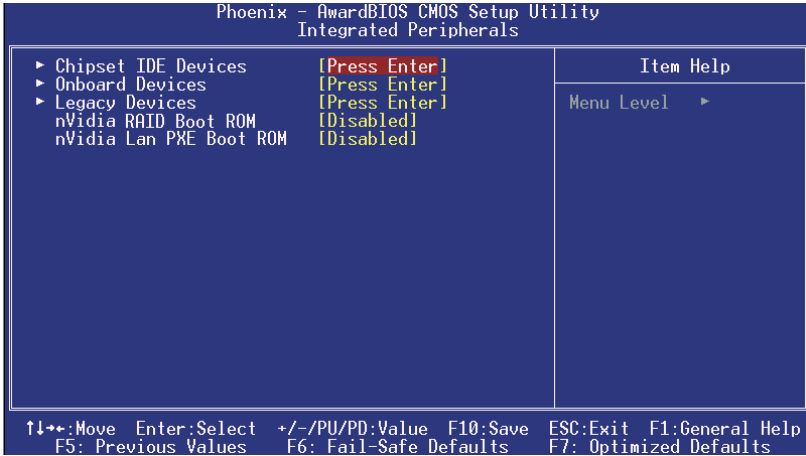 Phoenix - AwardBIOS CMOS Setup Utility
Integrated Peripherals
► Chipset IDE Devices [Press Enter]
► Onboard Devices [Press Enter]
► Legacy Devices [Press Enter]
nVidia RAID Boot ROM [Disabled]
nVidia Lan PXE Boot ROM [Disabled]
Item Help
Menu Level ►
↑↓→←:Move Enter:Select +/-/PU/PD:Value F10:Save ESC:Exit F1:General Help
F5: Previous Values F6: Fail-Safe Defaults F7: Optimized Defaults